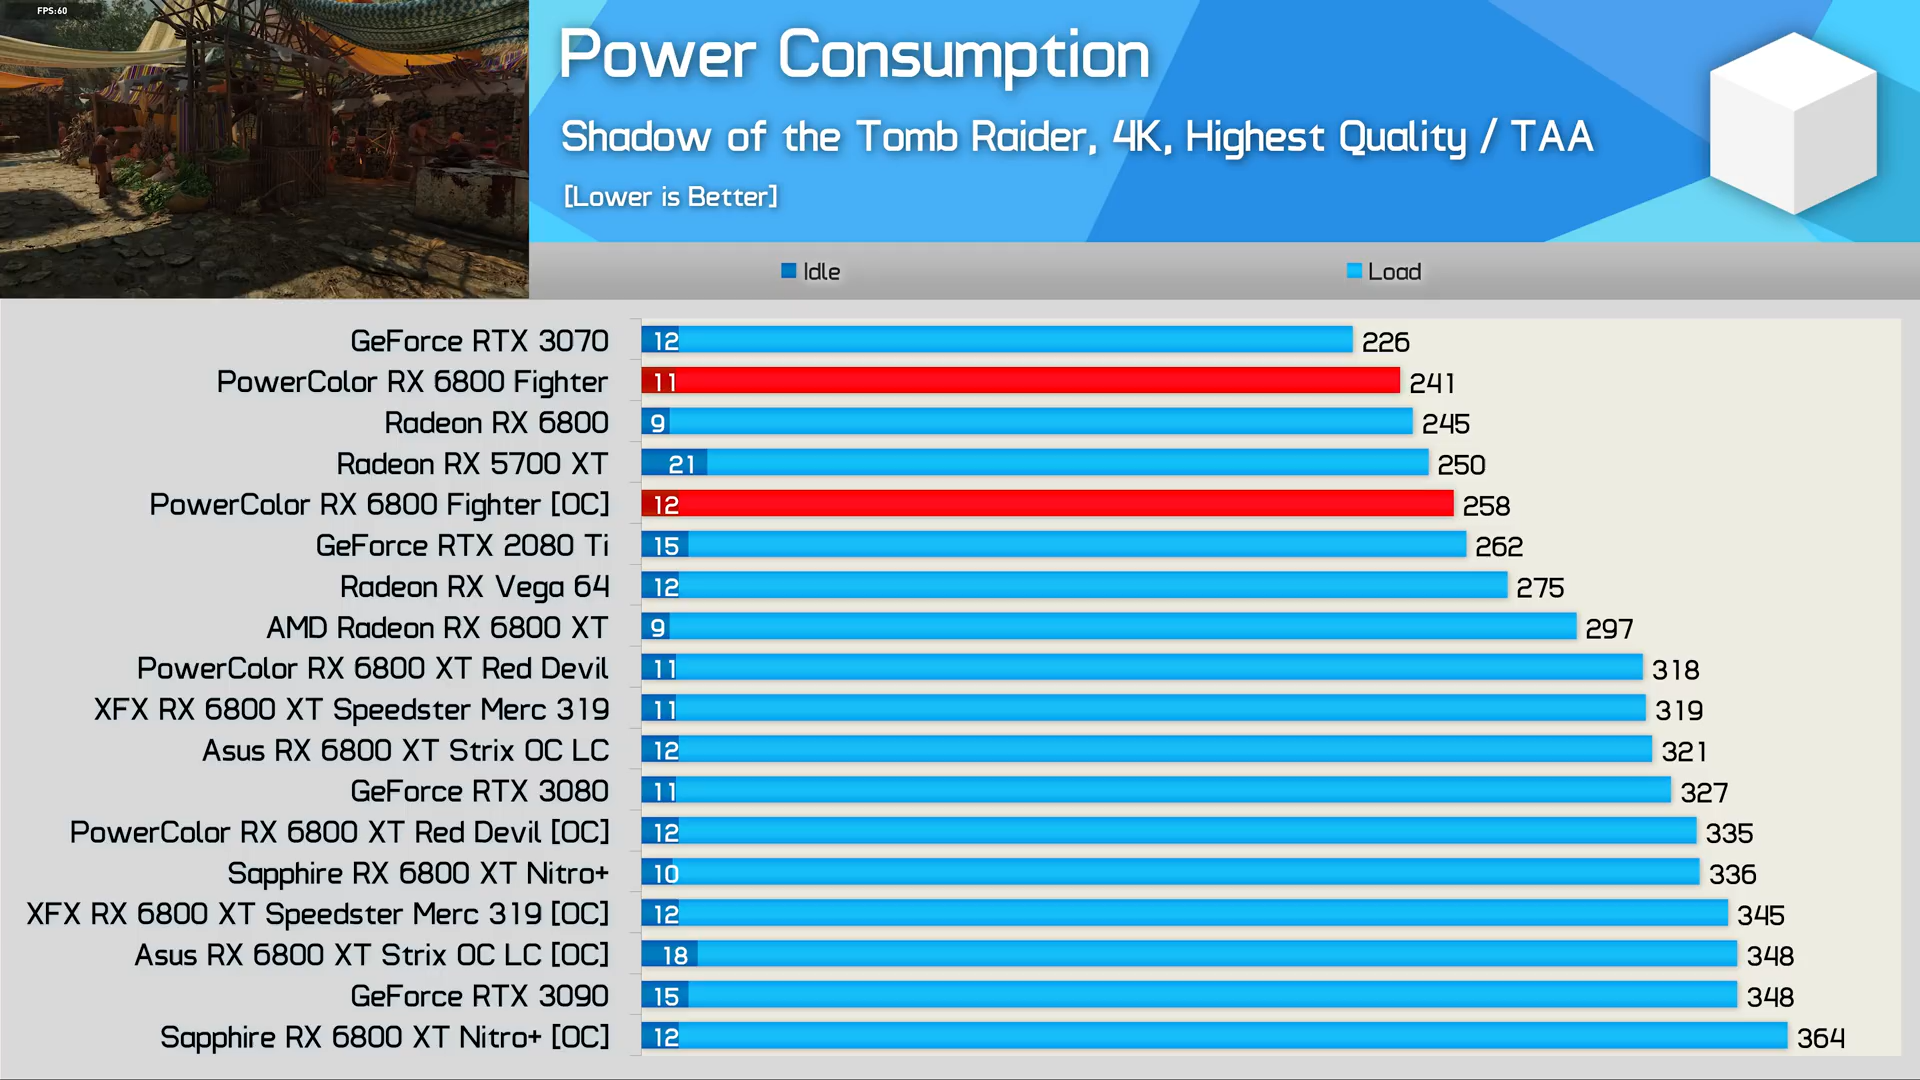 FPS:60
Power Consumption
Shadow of the Tomb Raider, 4K, Highest Quality / TAA
[Lower is Better]
Idle Load
GeForce RTX 3070 12 226
PowerColor RX 6800 Fighter 11 241
Radeon RX 6800 9 245
Radeon RX 5700 XT 21 250
PowerColor RX 6800 Fighter [OC] 12 258
GeForce RTX 2080 Ti 15 262
Radeon RX Vega 64 12 275
AMD Radeon RX 6800 XT 9 297
PowerColor RX 6800 XT Red Devil 11 318
XFX RX 6800 XT Speedster Merc 319 11 319
Asus RX 6800 XT Strix OC LC 12 321
GeForce RTX 3080 11 327
PowerColor RX 6800 XT Red Devil [OC] 12 335
Sapphire RX 6800 XT Nitro+ 10 336
XFX RX 6800 XT Speedster Merc 319 [OC] 12 345
Asus RX 6800 XT Strix OC LC [OC] 18 348
GeForce RTX 3090 15 348
Sapphire RX 6800 XT Nitro+ [OC] 12 364